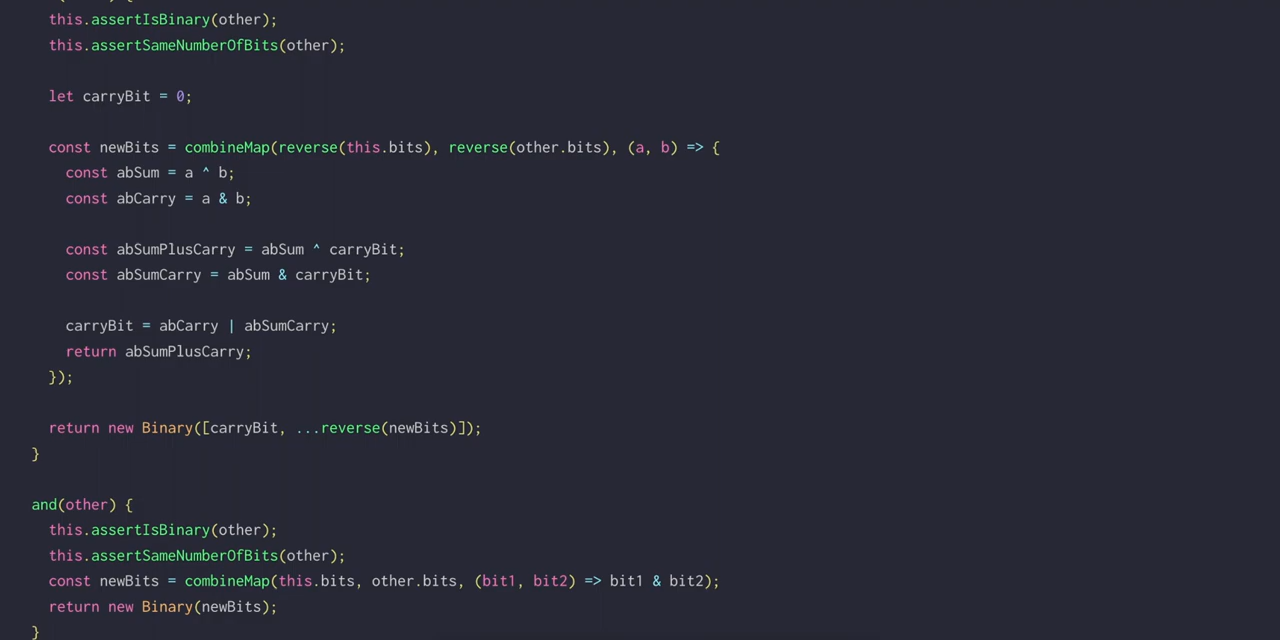 this.assertIsBinary(other);
this.assertSameNumberOfBits(other);
let carryBit = 0;
const newBits = combineMap(reverse(this.bits), reverse(other.bits), (a, b) => {
const abSum = a ^ b;
const abCarry = a & b;
const abSumPlusCarry = abSum ^ carryBit;
const abSumCarry = abSum & carryBit;
carryBit = abCarry | abSumCarry;
return abSumPlusCarry;
});
return new Binary([carryBit, ...reverse(newBits)]);
}
and(other) {
this.assertIsBinary(other);
this.assertSameNumberOfBits(other);
const newBits = combineMap(this.bits, other.bits, (bit1, bit2) => bit1 & bit2);
return new Binary(newBits);
}